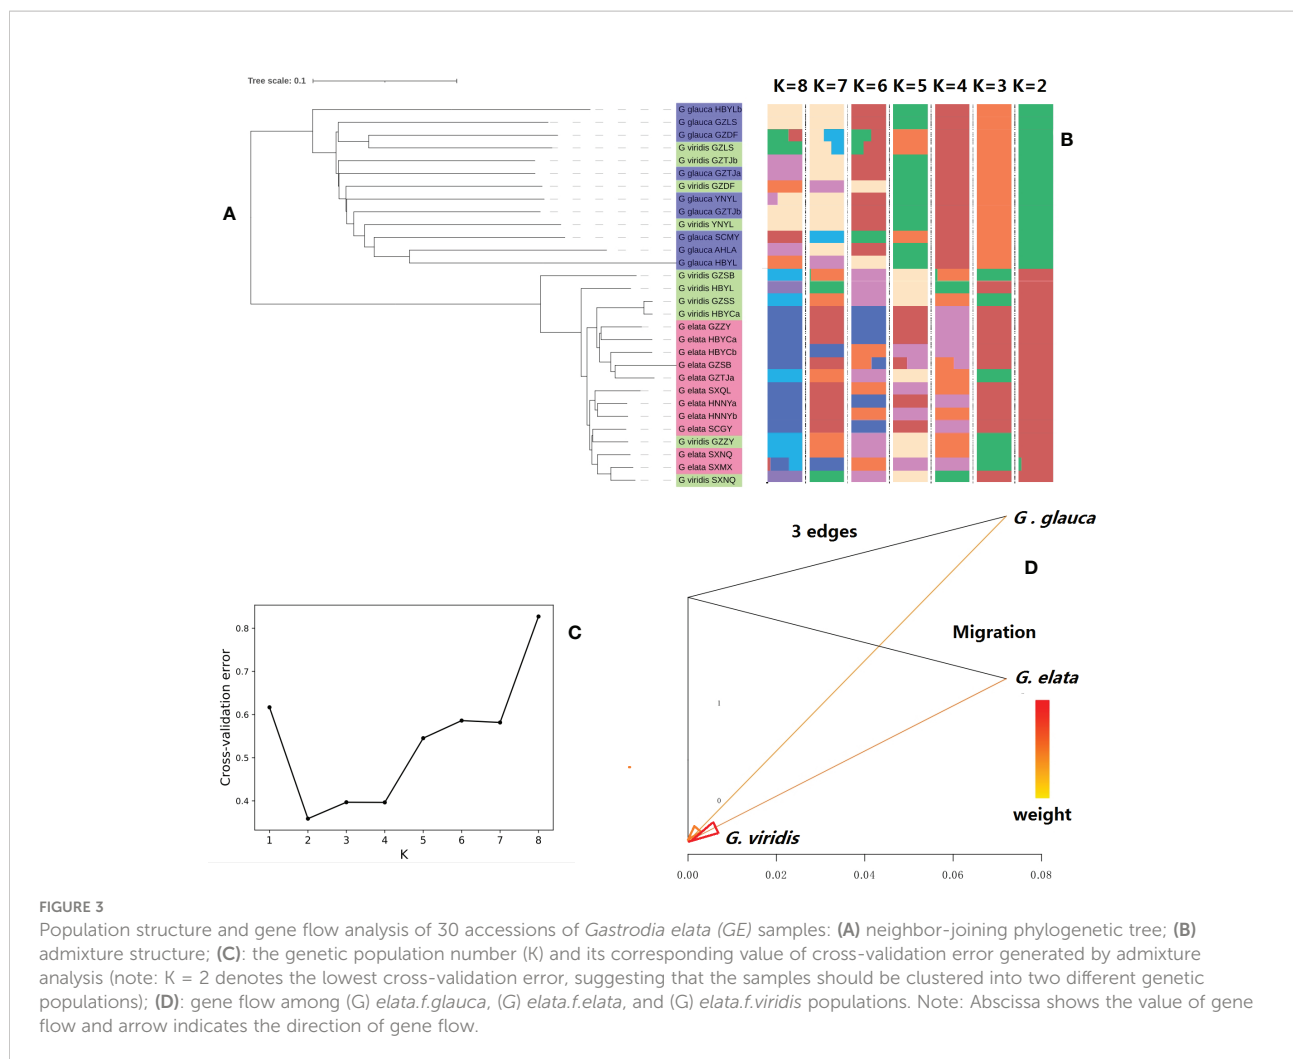 Tree scale: 0.1
K=8 K=7 K=6 K=5 K=4 K=3 K=2
A
B
G glauca HBYLb
G glauca GZLS
G glauca GZDF
G viridis GZLS
G viridis GZTJb
G glauca GZTJa
G viridis GZDF
G glauca YNYL
G glauca GZTJb
G viridis YNYL
G glauca SCMY
G glauca AHLA
G glauca HBYL
G viridis GZSB
G viridis HBYL
G viridis GZSS
G viridis HBYCa
G elata GZZY
G elata HBYCa
G elata HBYCb
G elata GZSB
G elata GZTJa
G elata SXQL
G elata HNNYa
G elata HNNYb
G elata SCGY
G viridis GZZY
G elata SXNQ
G elata SXMX
G viridis SXNQ
C
Cross-validation error
0.8
0.7
0.6
0.5
0.4
1 2 3 4 5 6 7 8
K
3 edges
G . glauca
D
Migration
G. elata
1
0
weight
G. viridis
0.00 0.02 0.04 0.06 0.08
FIGURE 3
Population structure and gene flow analysis of 30 accessions of Gastrodia elata (GE) samples: (A) neighbor-joining phylogenetic tree; (B)
admixture structure; (C): the genetic population number (K) and its corresponding value of cross-validation error generated by admixture
analysis (note: K = 2 denotes the lowest cross-validation error, suggesting that the samples should be clustered into two different genetic
populations); (D): gene flow among (G) elata.f.glauca, (G) elata.f.elata, and (G) elata.f.viridis populations. Note: Abscissa shows the value of gene
flow and arrow indicates the direction of gene flow.